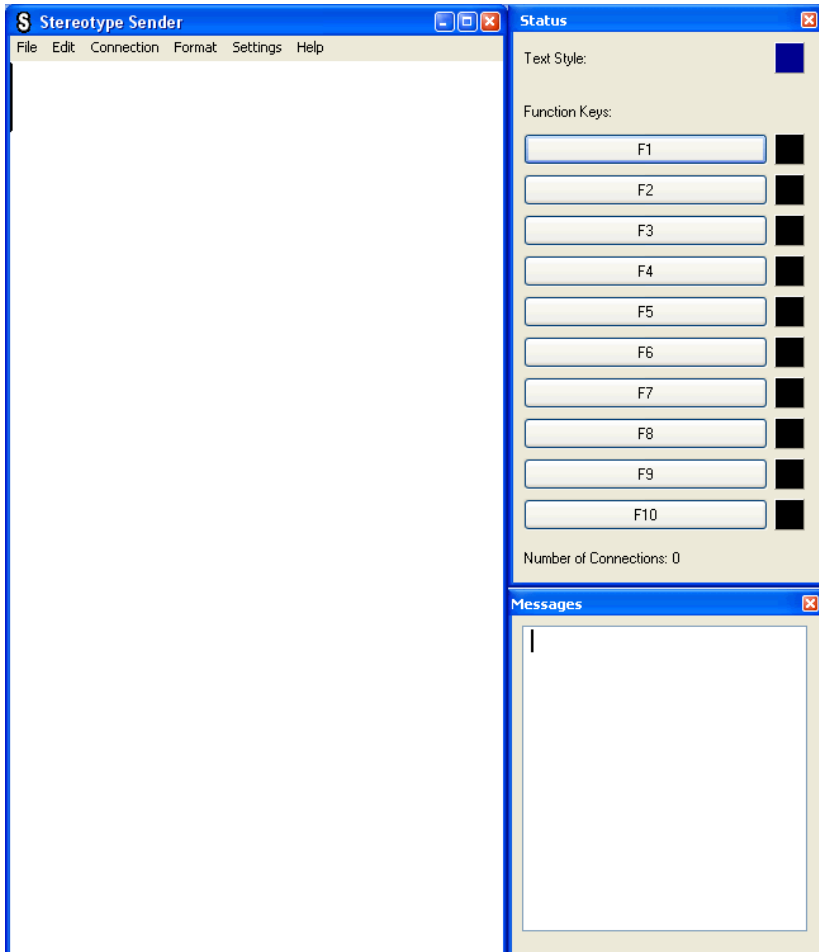 S Stereotype Sender
File Edit Connection Format Settings Help
Status
Text Style:
Function Keys:
F1
F2
F3
F4
F5
F6
F7
F8
F9
F10
Number of Connections: 0
Messages